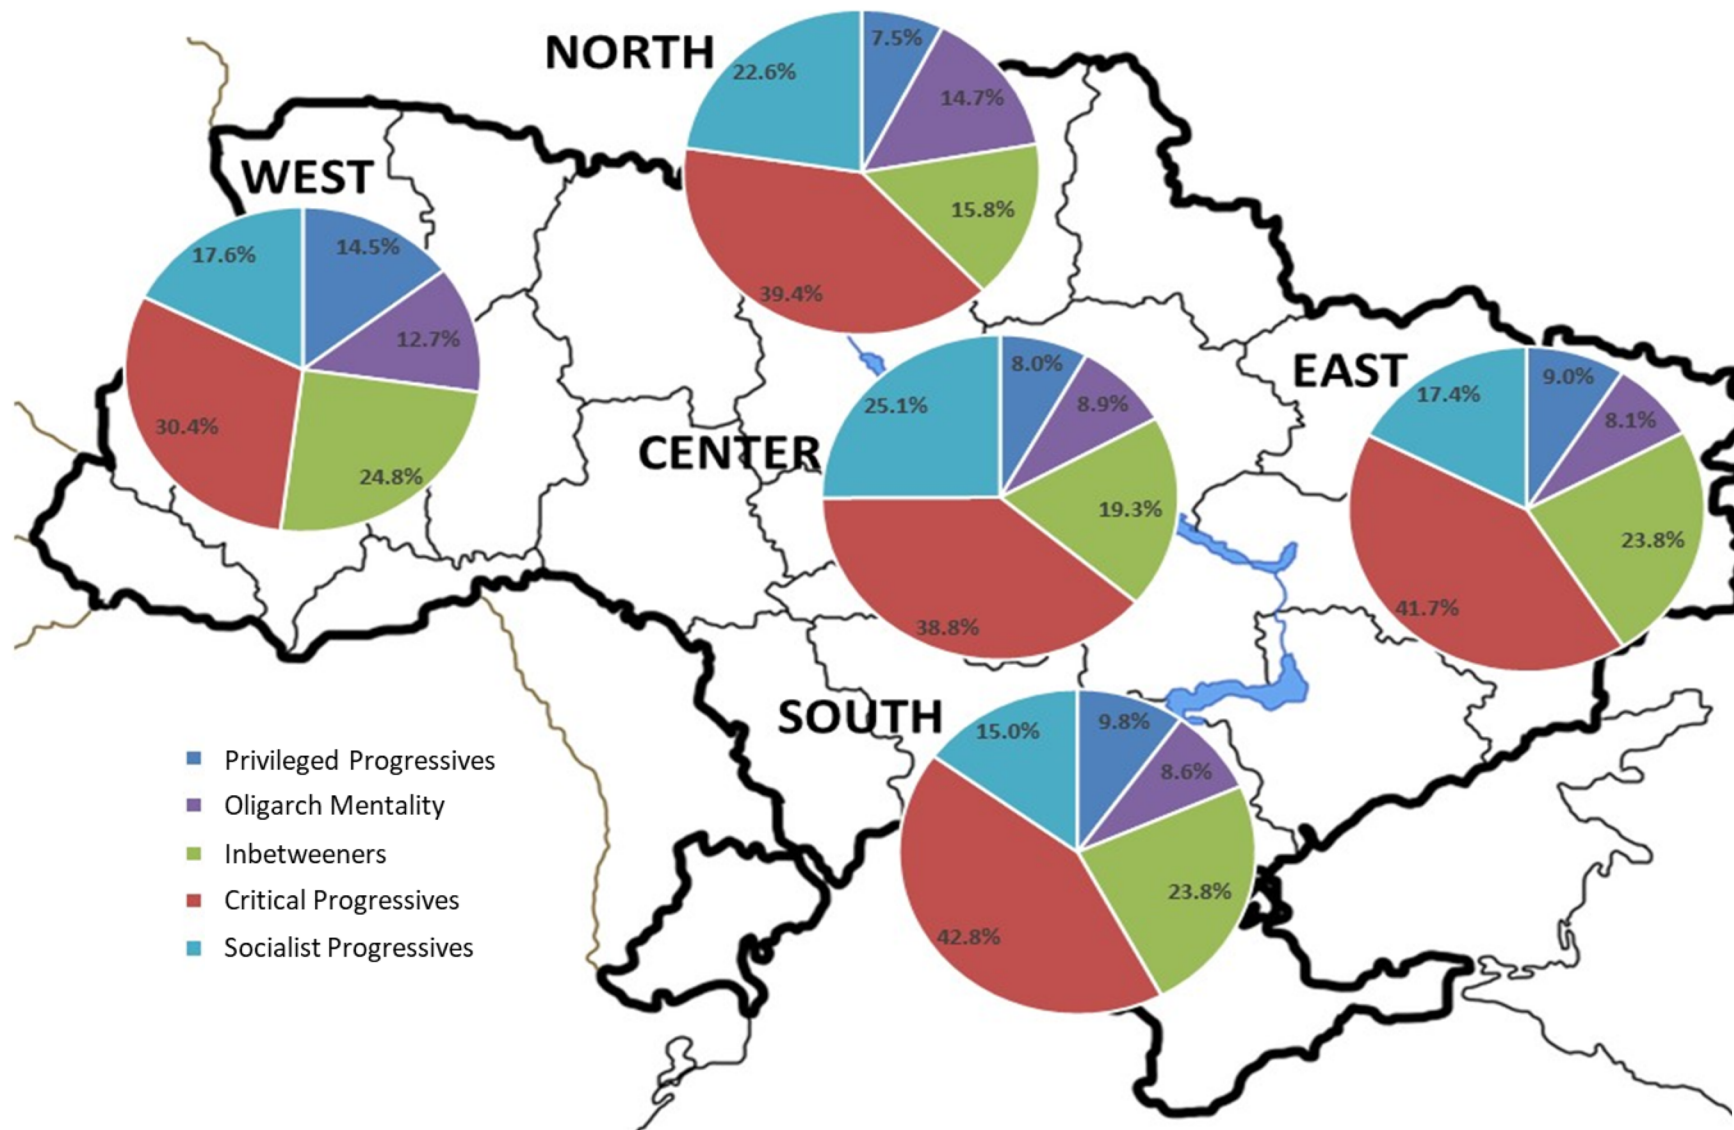 NORTH
7.5%
14.7%
15.8%
39.4%
22.6%
WEST
14.5%
12.7%
24.8%
30.4%
17.6%
CENTER
8.0%
8.9%
19.3%
38.8%
25.1%
EAST
9.0%
8.1%
23.8%
41.7%
17.4%
SOUTH
9.8%
8.6%
23.8%
42.8%
15.0%
Privileged Progressives
Oligarch Mentality
Inbetweeners
Critical Progressives
Socialist Progressives